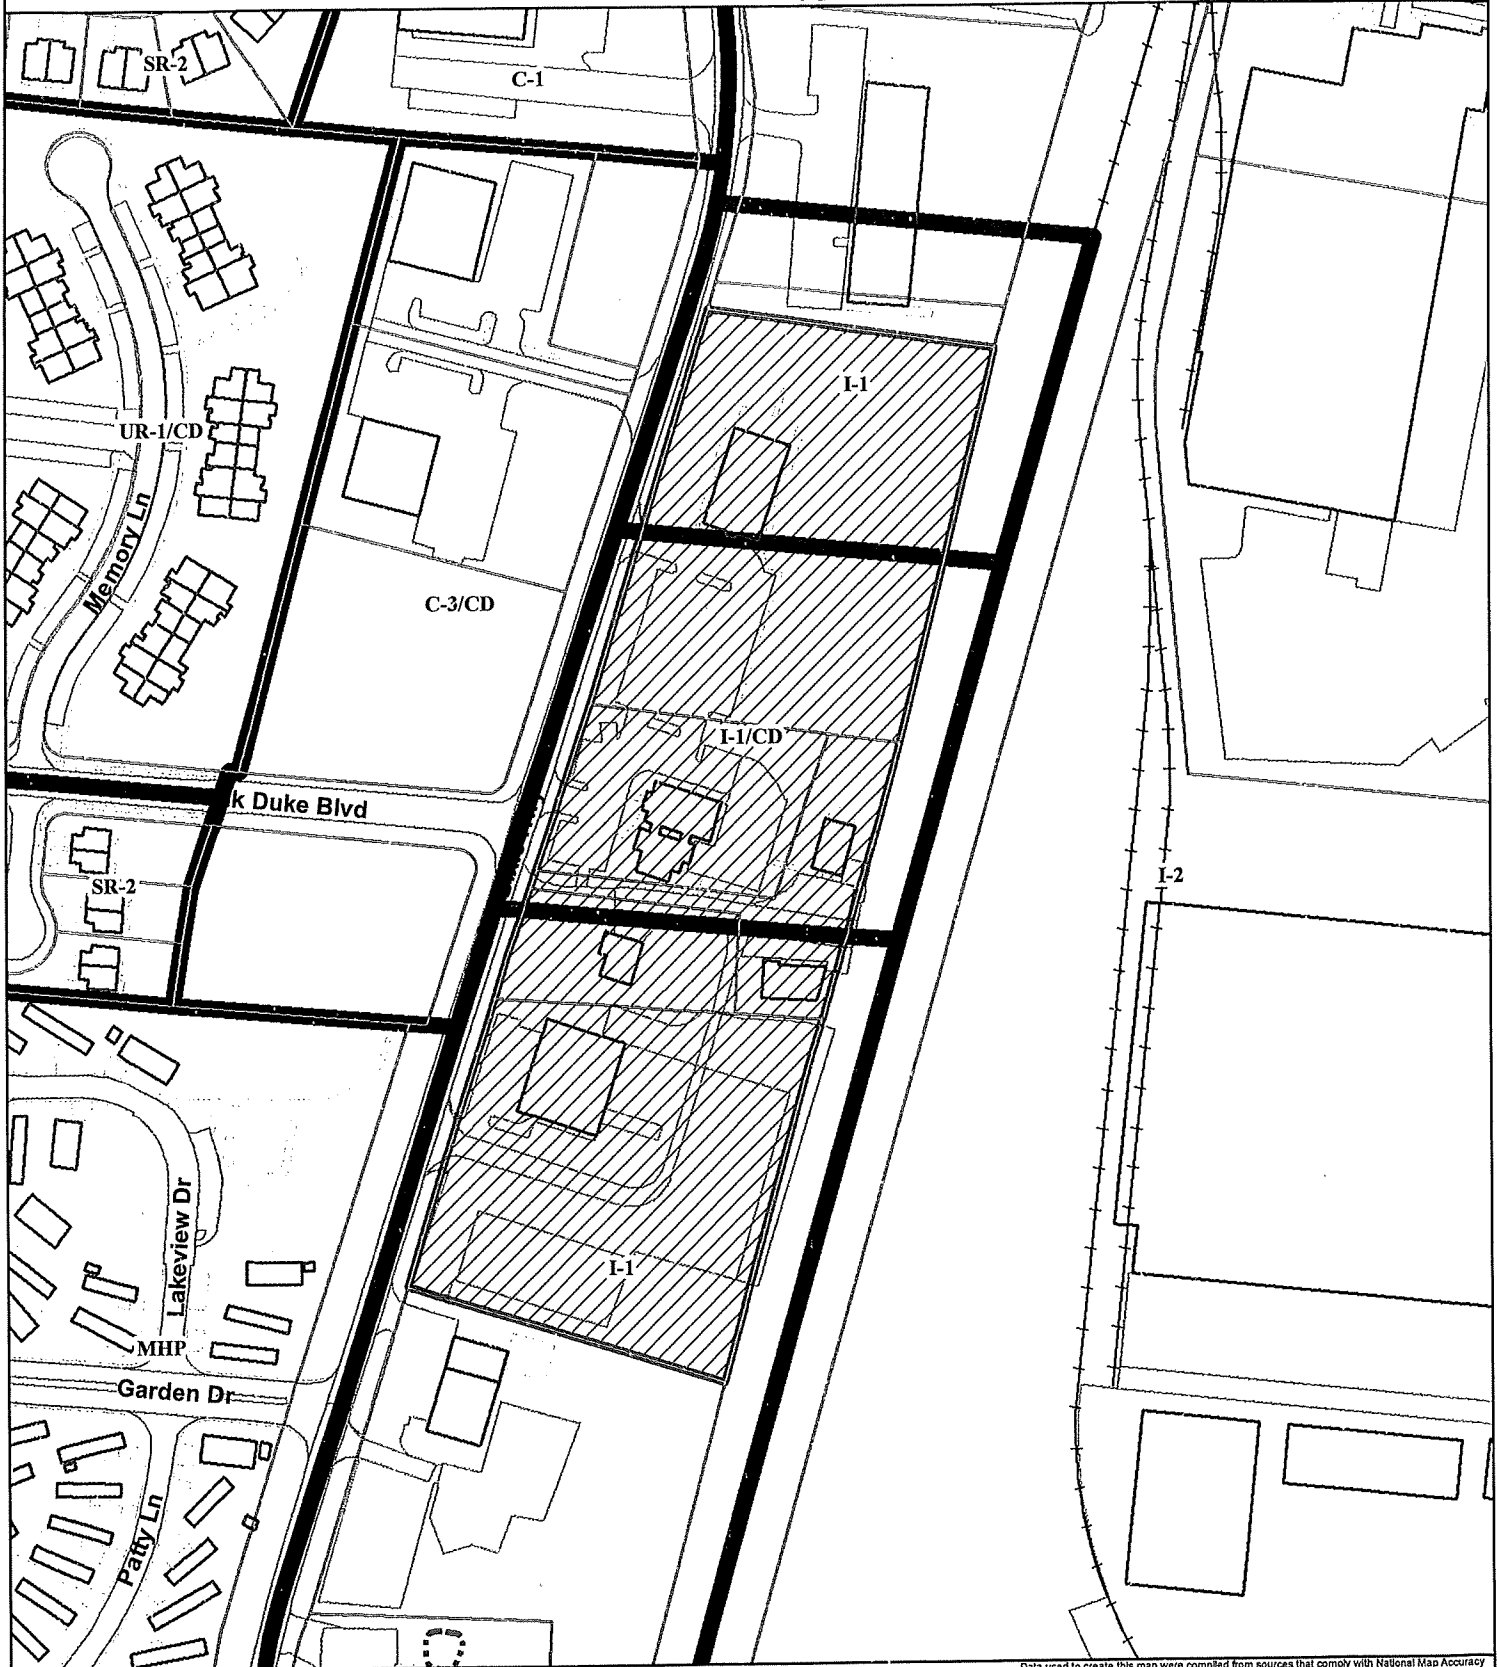 SR-2
C-1
I-1
UR-1/CD
Memory Ln
C-3/CD
I-1/CD
k Duke Blvd
I-2
SR-2
Lakeview Dr
I-1
MHP
Garden Dr
Patty Ln
Data used to create this map were compiled from sources that comply with National Map Accuracy